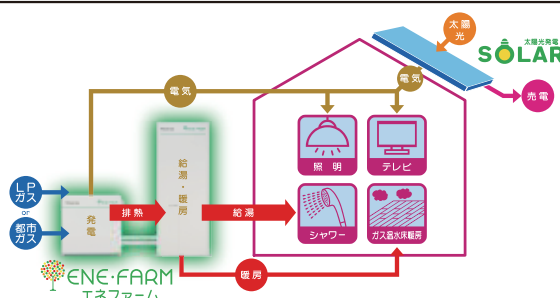 太陽
光
太陽光発電
SOLAR
電気
電気
売電
照明
テレビ
給湯・暖房
LP
ガス
or
都市
ガス
発電
排熱
給湯
シャワー
ガス温水床暖房
暖房
ENE・FARM
エネファーム